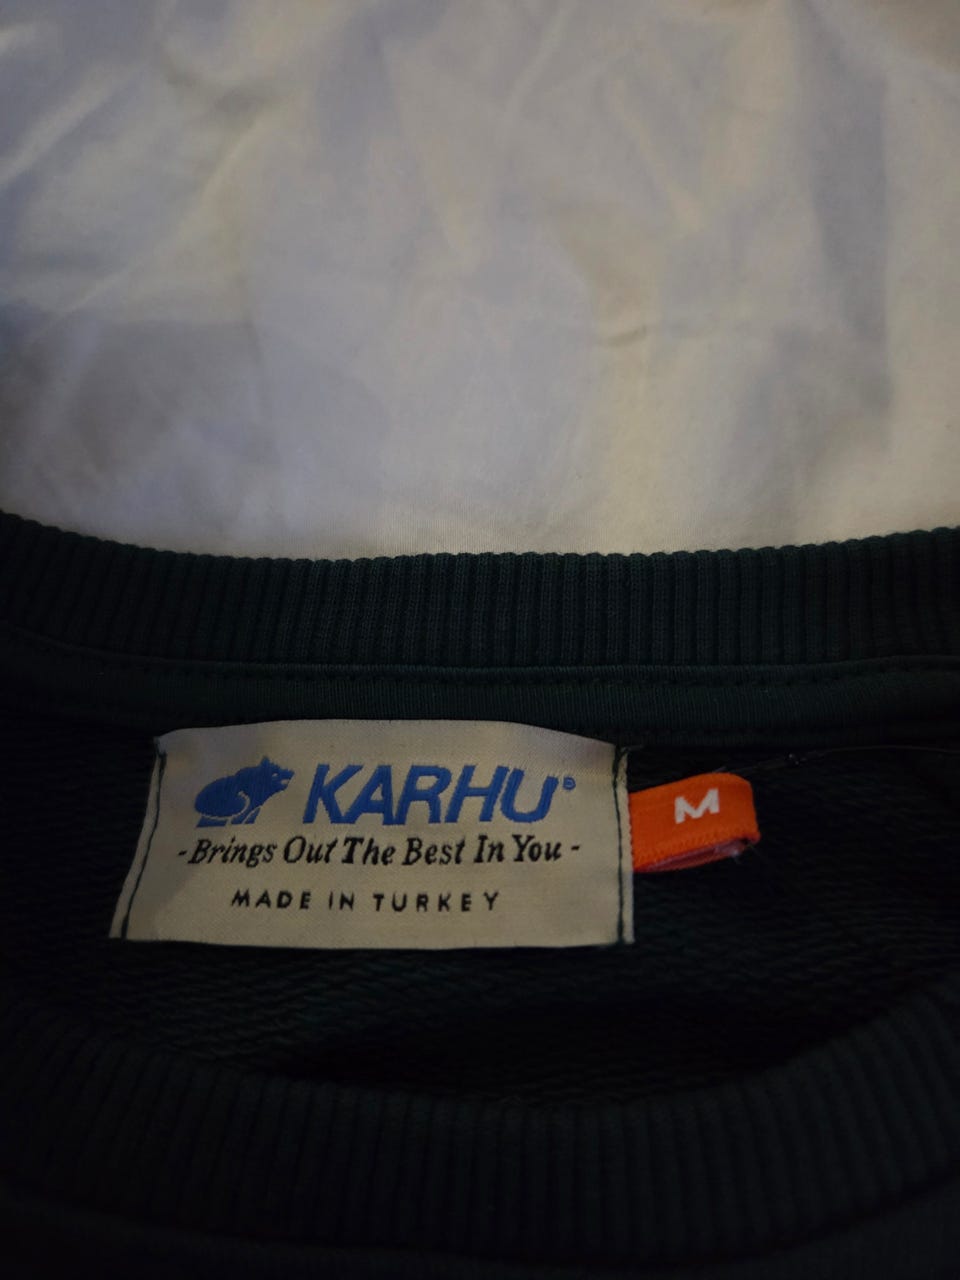 KARHU®
-Brings Out The Best In You-
MADE IN TURKEY
M